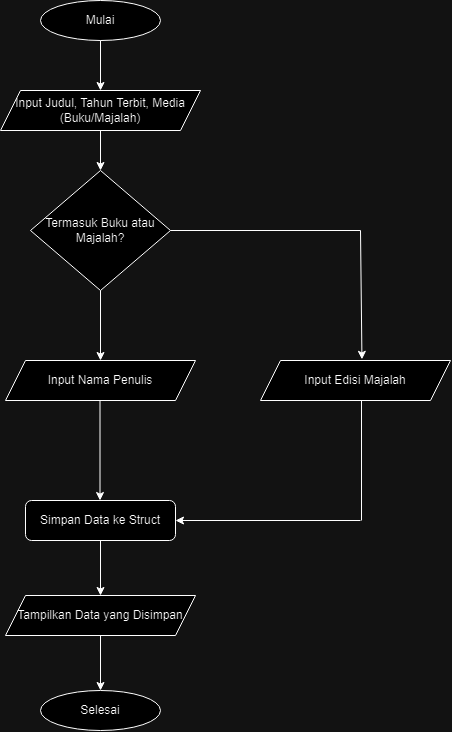 Mulai
Input Judul, Tahun Terbit, Media
(Buku/Majalah)
Termasuk Buku atau
Majalah?
Input Nama Penulis
Input Edisi Majalah
Simpan Data ke Struct
Tampilkan Data yang Disimpan
Selesai